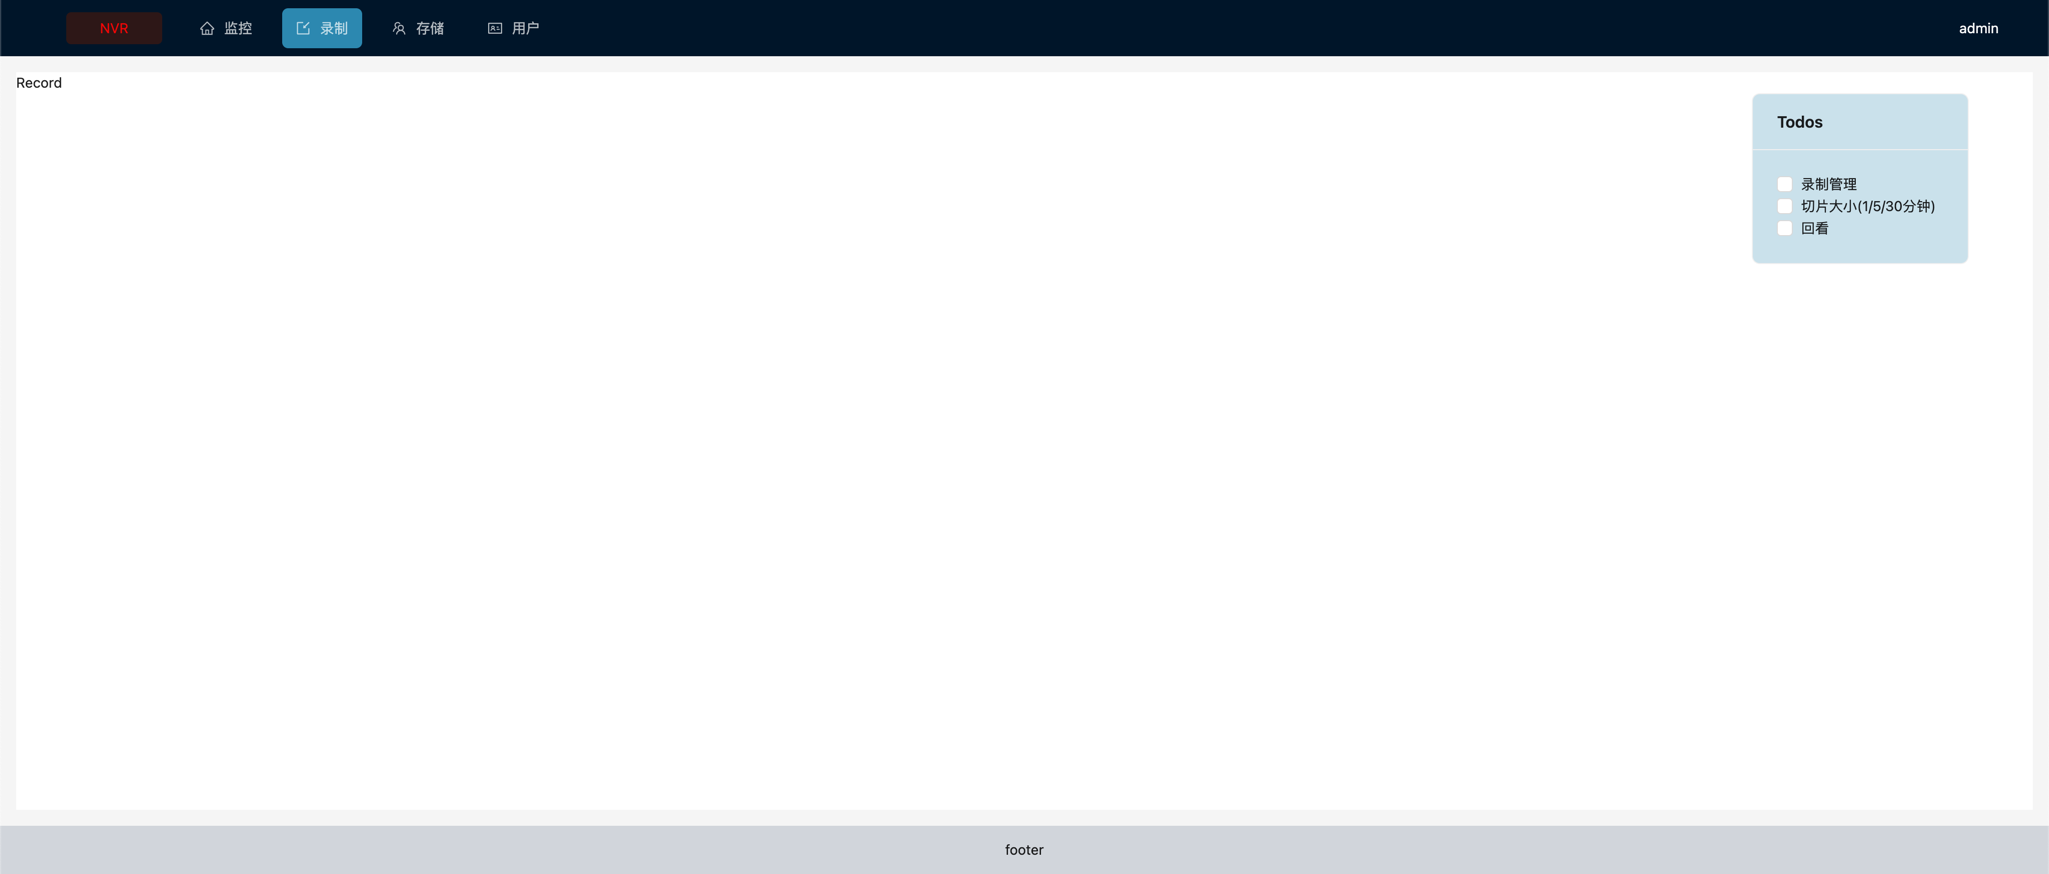 NVR 监控 录制 存储 用户 admin
Record
Todos
录制管理
切片大小(1/5/30分钟)
回看
footer